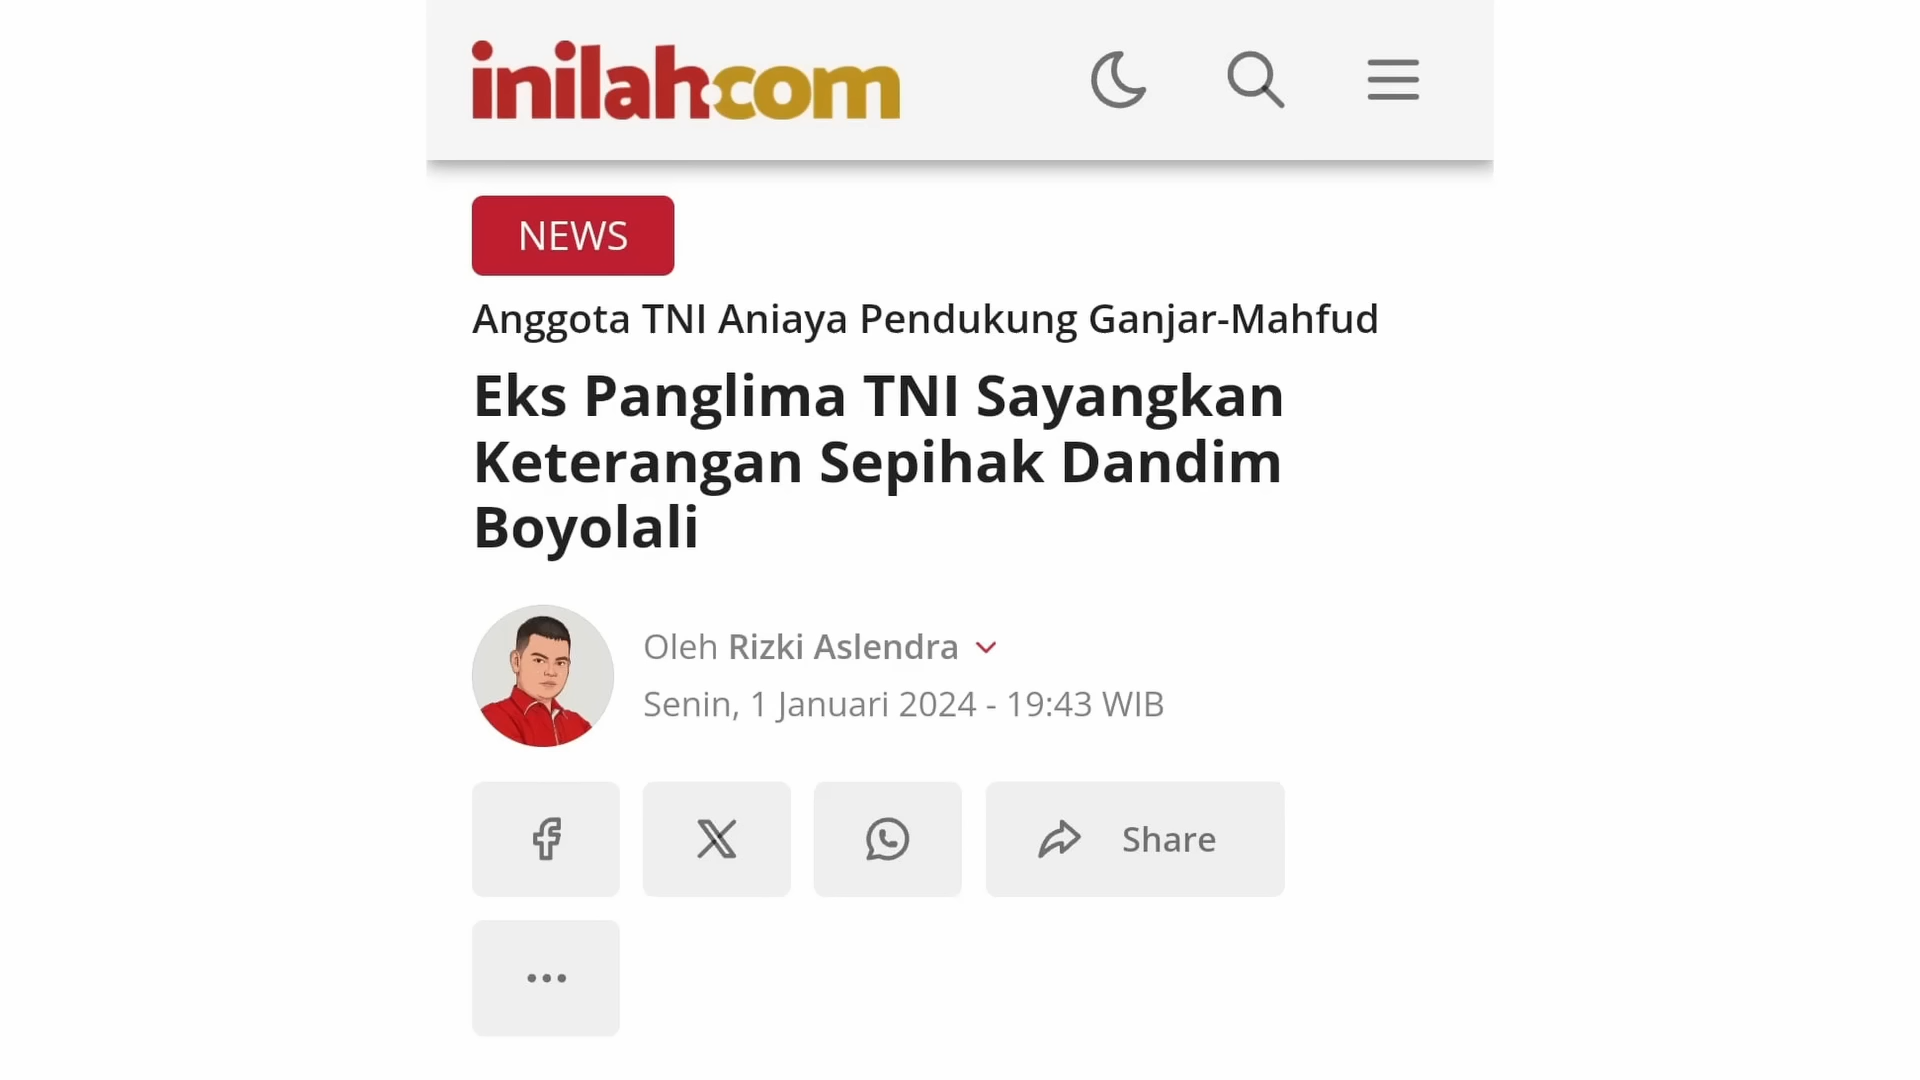 inilah.com
NEWS
Anggota TNI Aniaya Pendukung Ganjar-Mahfud
Eks Panglima TNI Sayangkan
Keterangan Sepihak Dandim
Boyolali
Oleh Rizki Aslendra
Senin, 1 Januari 2024 - 19:43 WIB
Share